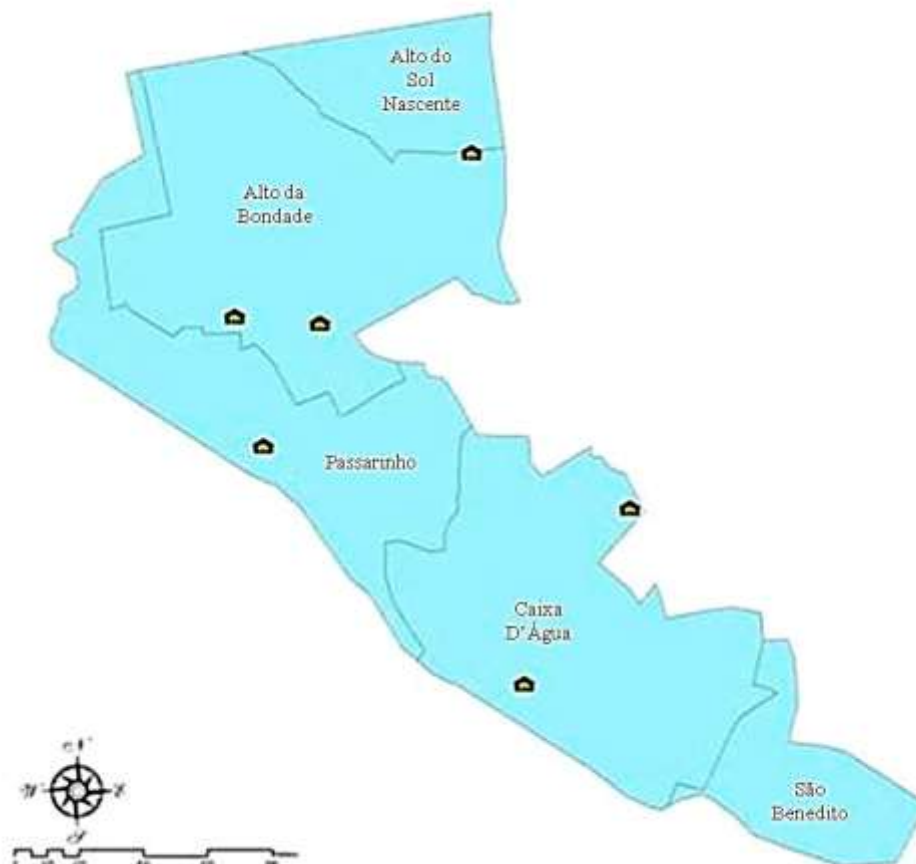 Alto do
Sol
Nascente
Alto da
Bondade
Passarinho
Caixa
D'Água
São
Benedito
N
W
E
S